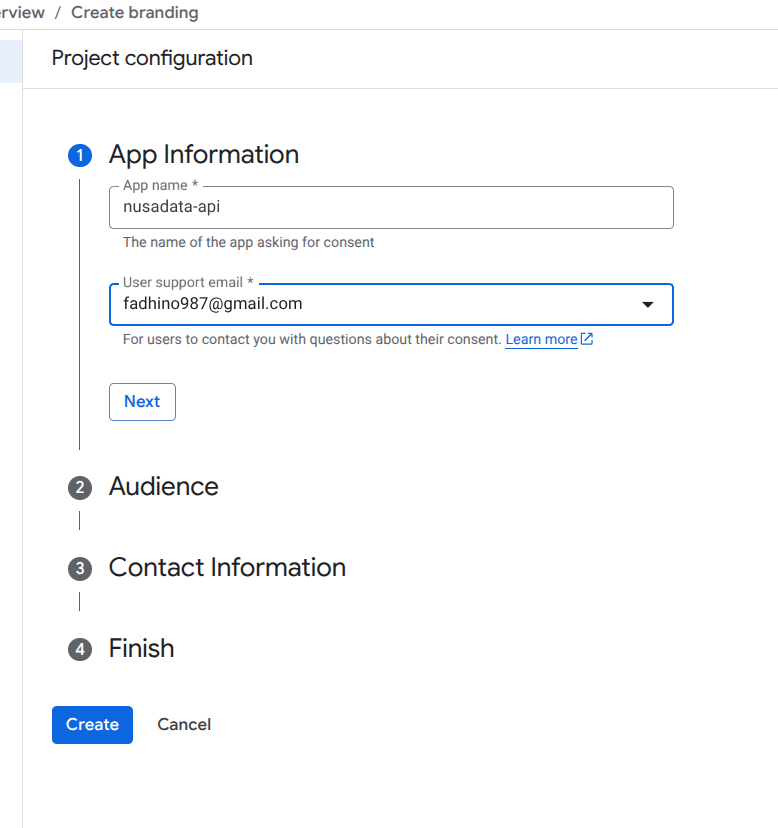 erview / Create branding
Project configuration
1 App Information
App name *
nusadata-api
The name of the app asking for consent
User support email *
fadhino987@gmail.com
For users to contact you with questions about their consent. Learn more
Next
2 Audience
3 Contact Information
4 Finish
Create Cancel